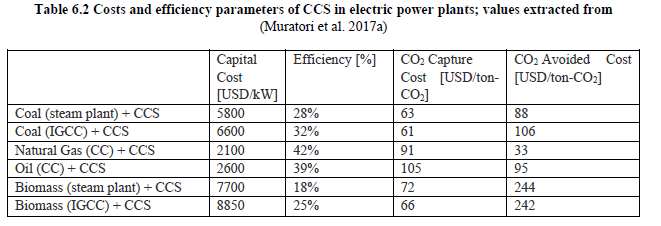 Table 6.2 Costs and efficiency parameters of CCS in electric power plants; values extracted from
(Muratori et al. 2017a)
Capital Efficiency [%] CO₂ Capture CO₂ Avoided Cost
Cost Cost [USD/ton- [USD/ton-CO₂]
[USD/kW] CO₂]
Coal (steam plant) + CCS 5800 28% 63 88
Coal (IGCC) + CCS 6600 32% 61 106
Natural Gas (CC) + CCS 2100 42% 91 33
Oil (CC) + CCS 2600 39% 105 95
Biomass (steam plant) + CCS 7700 18% 72 244
Biomass (IGCC) + CCS 8850 25% 66 242